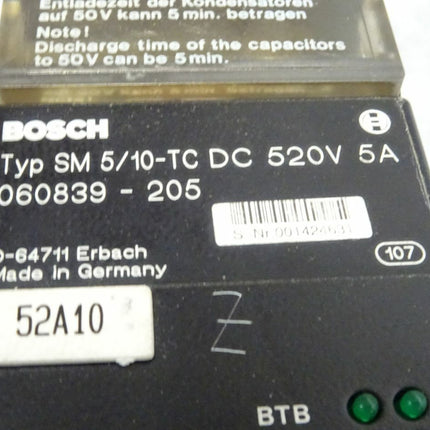 Entladezeit der Kondensatoren
auf 50V kann 5 min. betragen
Note!
Discharge time of the capacitors
to 50V can be 5min.
BOSCH
Typ SM 5/10-TC DC 520V 5A
060839 - 205
S. Nr.
D-64711 Erbach
107
Made in Germany
52A10
Z
BTB